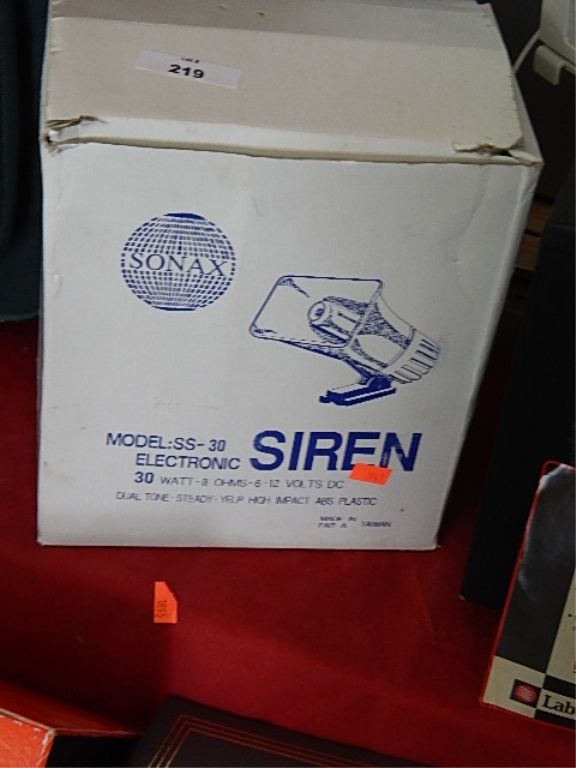 219
SONAX
MODEL:SS-30
ELECTRONIC SIREN
30 WATT-8 OHMS-6-12 VOLTS DC
DUAL TONE-STEADY-YELP HIGH IMPACT ABS PLASTIC
MADE IN
TAIWAN
Lab